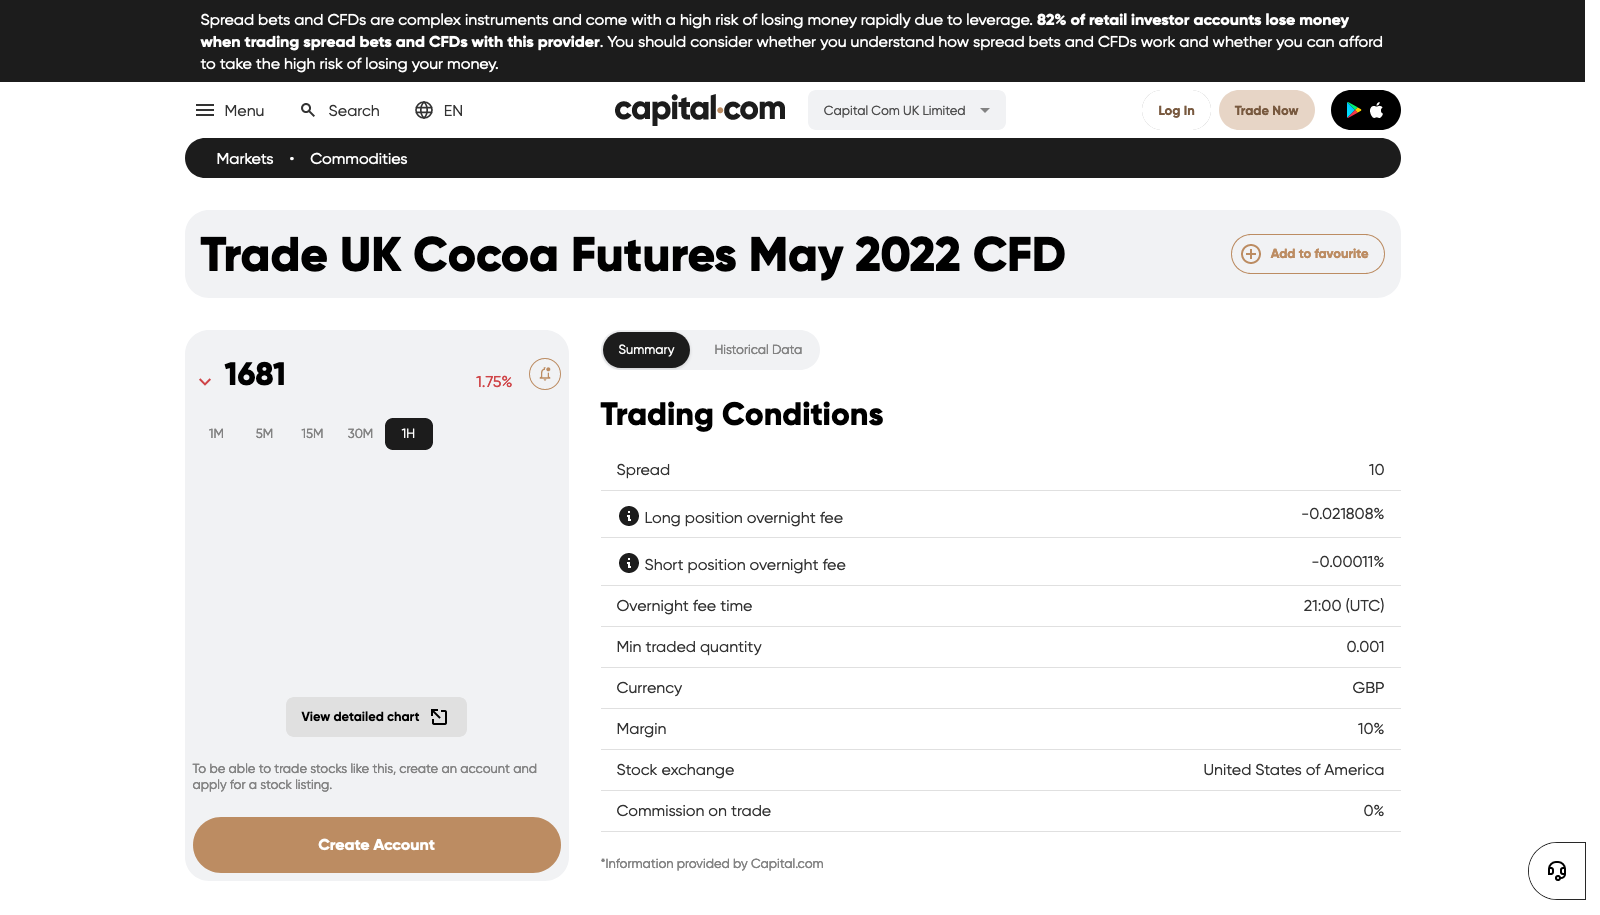 Spread bets and CFDs are complex instruments and come with a high risk of losing money rapidly due to leverage. 82% of retail investor accounts lose money
when trading spread bets and CFDs with this provider. You should consider whether you understand how spread bets and CFDs work and whether you can afford
to take the high risk of losing your money.
Menu Search EN capital.com Capital Com UK Limited Log In Trade Now
Markets • Commodities
Trade UK Cocoa Futures May 2022 CFD
Add to favourite
1681
1.75%
1M 5M 15M 30M 1H
View detailed chart
To be able to trade stocks like this, create an account and
apply for a stock listing.
Create Account
Summary Historical Data
Trading Conditions
Spread 10
Long position overnight fee -0.021808%
Short position overnight fee -0.00011%
Overnight fee time 21:00 (UTC)
Min traded quantity 0.001
Currency GBP
Margin 10%
Stock exchange United States of America
Commission on trade 0%
*Information provided by Capital.com